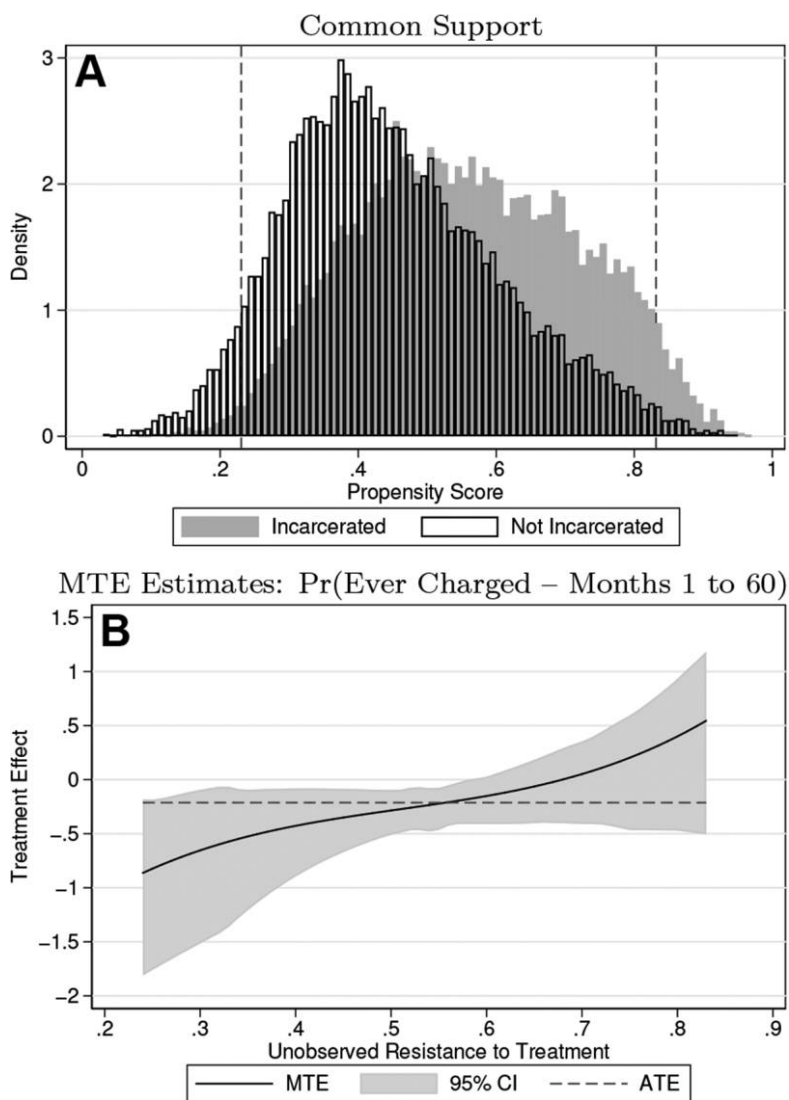 Common Support
A
3
2
1
0
Density
0 .2 .4 .6 .8 1
Propensity Score
Incarcerated Not Incarcerated
MTE Estimates: Pr(Ever Charged – Months 1 to 60)
B
1.5
1
.5
0
−.5
−1
−1.5
−2
Treatment Effect
.2 .3 .4 .5 .6 .7 .8 .9
Unobserved Resistance to Treatment
MTE 95% CI ATE